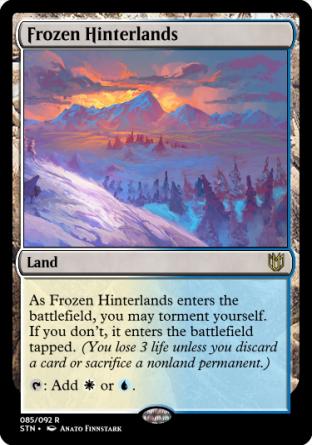 Frozen Hinterlands
Land
As Frozen Hinterlands enters the
battlefield, you may torment yourself.
If you don't, it enters the battlefield
tapped. (You lose 3 life unless you discard
a card or sacrifice a nonland permanent.)
: Add or .
085/092 R
STN • Anato Finnstark